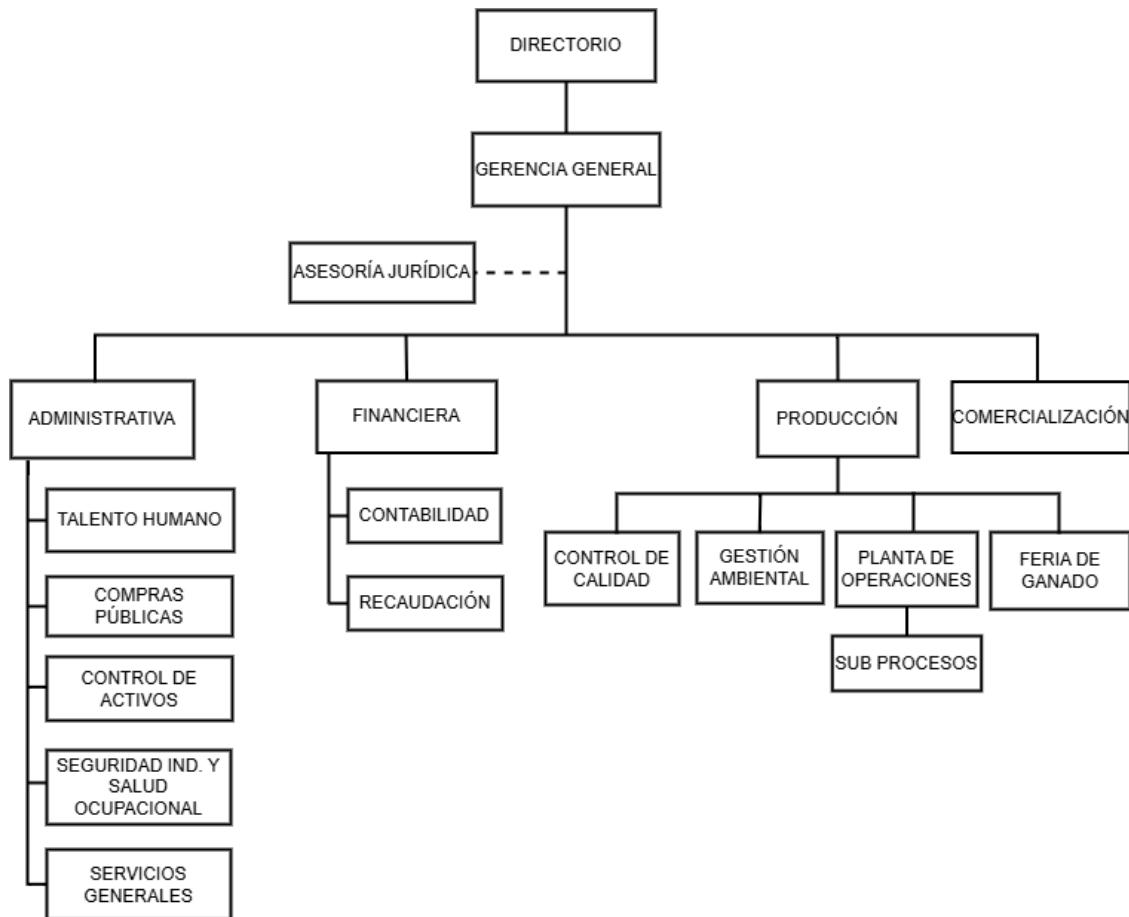 DIRECTORIO
GERENCIA GENERAL
ASESORÍA JURÍDICA
ADMINISTRATIVA
FINANCIERA
PRODUCCIÓN
COMERCIALIZACIÓN
TALENTO HUMANO
COMPRAS
PÚBLICAS
CONTROL DE
ACTIVOS
SEGURIDAD IND. Y
SALUD
OCUPACIONAL
SERVICIOS
GENERALES
CONTABILIDAD
RECAUDACIÓN
CONTROL DE
CALIDAD
GESTIÓN
AMBIENTAL
PLANTA DE
OPERACIONES
FERIA DE
GANADO
SUB PROCESOS